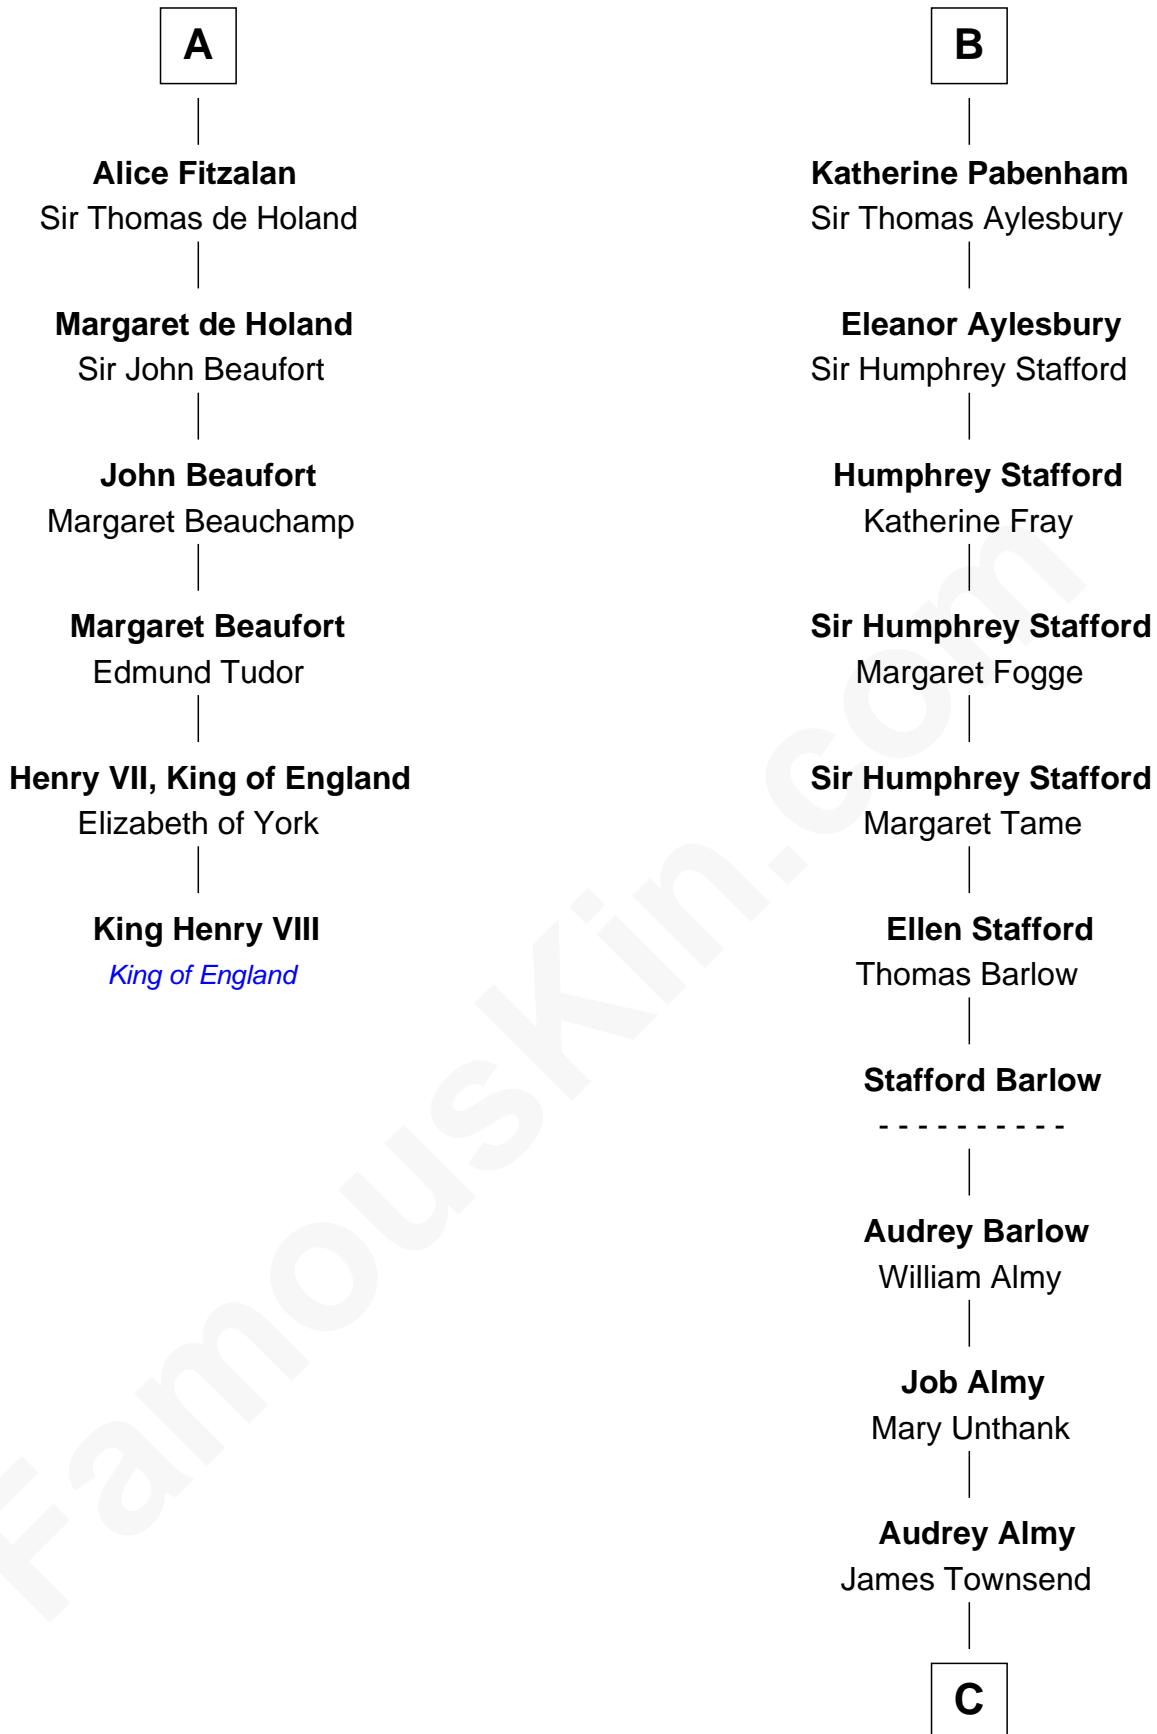 A
Alice Fitzalan
Sir Thomas de Holand
Margaret de Holand
Sir John Beaufort
John Beaufort
Margaret Beauchamp
Margaret Beaufort
Edmund Tudor
Henry VII, King of England
Elizabeth of York
King Henry VIII
King of England
B
Katherine Pabenham
Sir Thomas Aylesbury
Eleanor Aylesbury
Sir Humphrey Stafford
Humphrey Stafford
Katherine Fray
Sir Humphrey Stafford
Margaret Fogge
Sir Humphrey Stafford
Margaret Tame
Ellen Stafford
Thomas Barlow
Stafford Barlow
- - - - - - - - - -
Audrey Barlow
William Almy
Job Almy
Mary Unthank
Audrey Almy
James Townsend
C
FamousKin.com